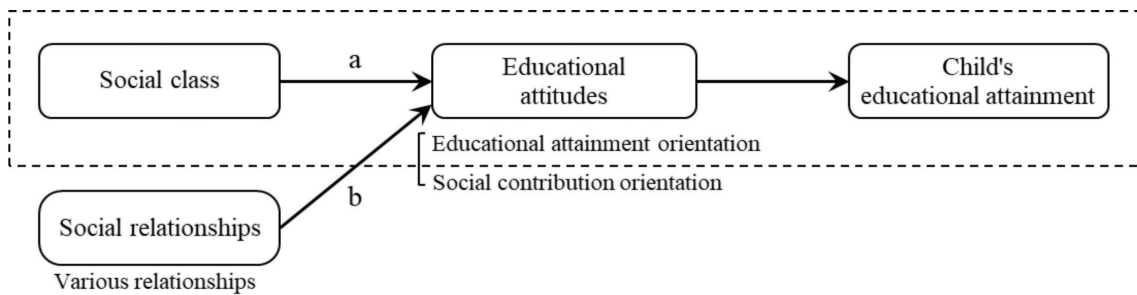 Social class
a
Educational
attitudes
Child's
educational attainment
Educational attainment orientation
Social contribution orientation
b
Social relationships
Various relationships